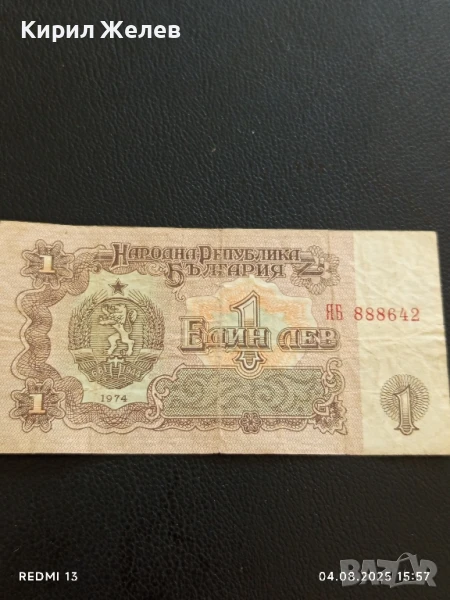 Кирил Желев
НАРОДНА РЕПУБЛИКА
БЪЛГАРИЯ
1
1
ЯБ 888642
ЕДИН ЛЕВ
1974
1
1
REDMI 13
04.08.2025 15:57
BAZAR